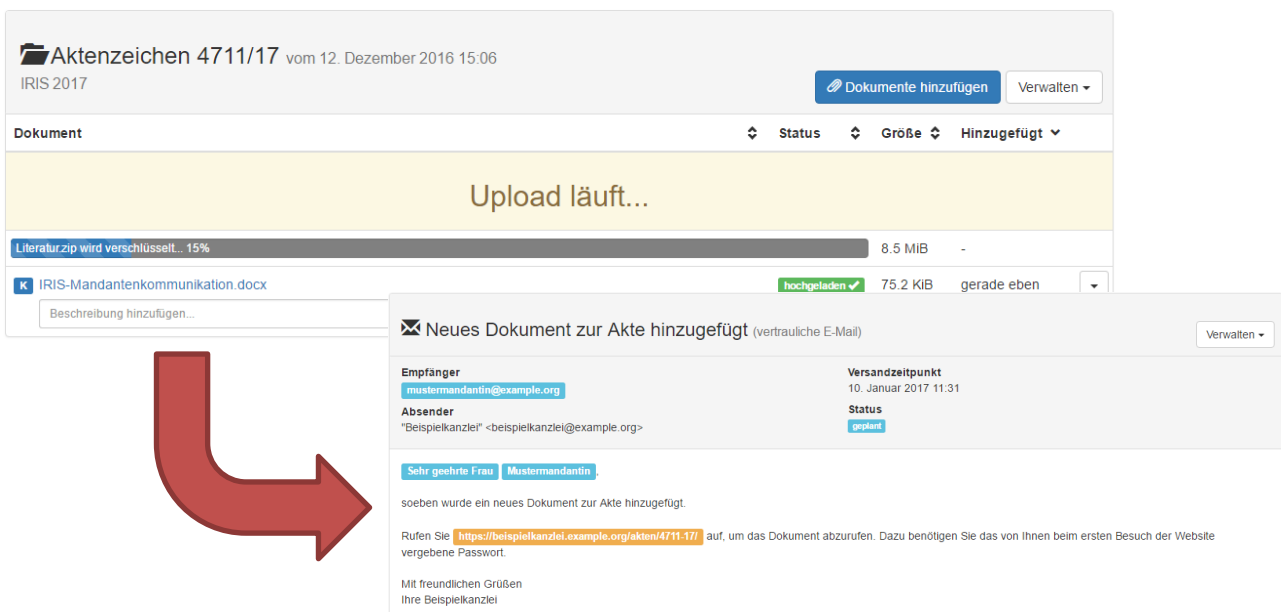 Aktenzeichen 4711/17 vom 12. Dezember 2016 15:06
IRIS 2017
Dokumente hinzufügen Verwalten
Dokument Status Größe Hinzugefügt
Upload läuft...
Literatur.zip wird verschlüsselt... 15% 8.5 MiB -
K IRIS-Mandantenkommunikation.docx hochgeladen 75.2 KiB gerade eben
Beschreibung hinzufügen...
Neues Dokument zur Akte hinzugefügt (vertrauliche E-Mail)
Verwalten
Empfänger
mustermandantin@example.org
Absender
"Beispielkanzlei" <beispielkanzlei@example.org>
Versandzeitpunkt
10. Januar 2017 11:31
Status
geplant
Sehr geehrte Frau Mustermandantin,
soeben wurde ein neues Dokument zur Akte hinzugefügt.
Rufen Sie https://beispielkanzlei.example.org/akten/4711-17/ auf, um das Dokument abzurufen. Dazu benötigen Sie das von Ihnen beim ersten Besuch der Website
vergebene Passwort.
Mit freundlichen Grüßen
Ihre Beispielkanzlei